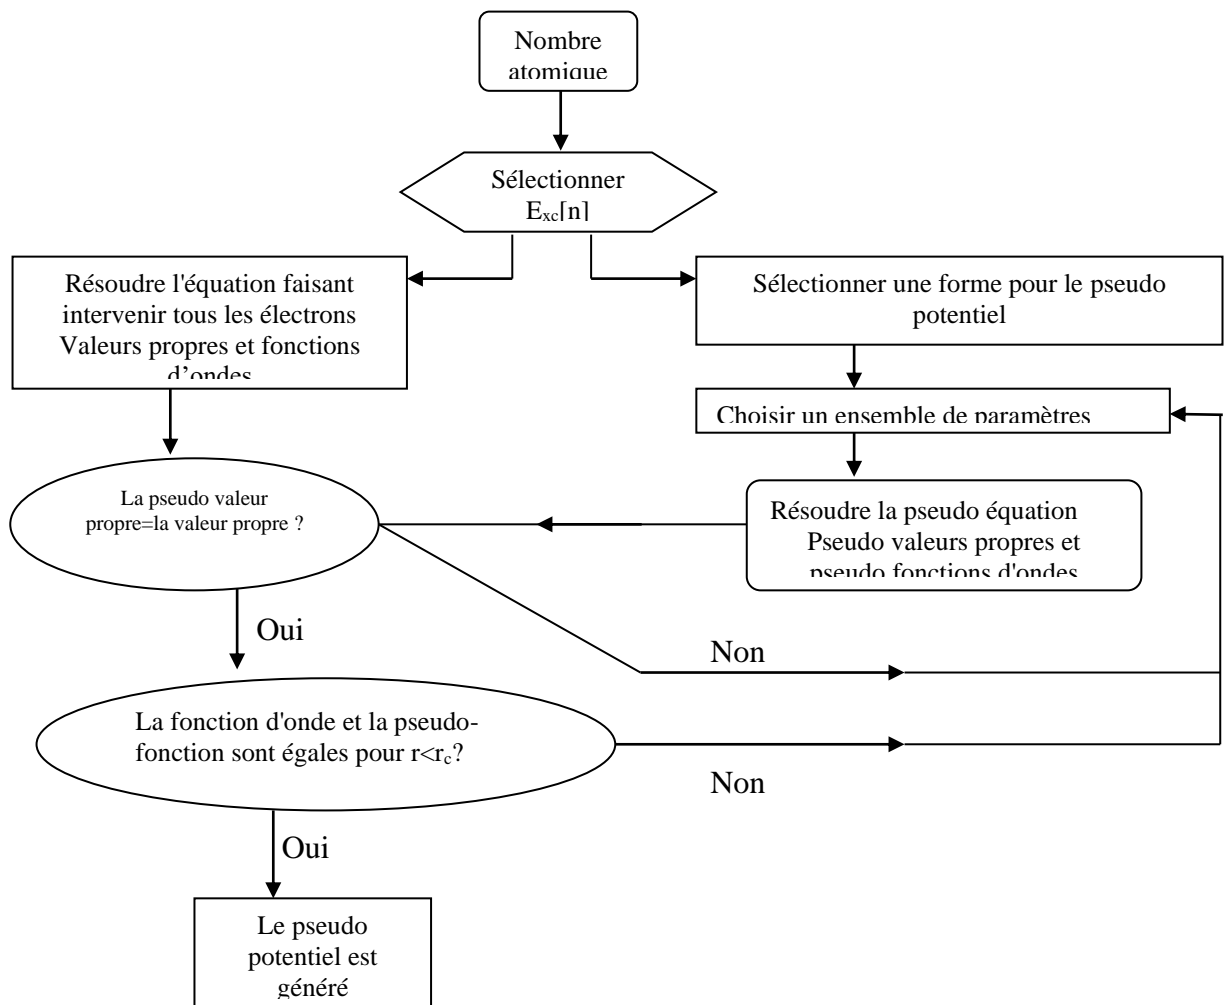 Nombre
atomique
Sélectionner
Exc[n]
Résoudre l'équation faisant
intervenir tous les électrons
Valeurs propres et fonctions
d’ondes
Sélectionner une forme pour le pseudo
potentiel
Choisir un ensemble de paramètres
La pseudo valeur
propre=la valeur propre ?
Résoudre la pseudo équation
Pseudo valeurs propres et
pseudo fonctions d'ondes
Oui
Non
La fonction d'onde et la pseudo-
fonction sont égales pour r<rc?
Non
Oui
Le pseudo
potentiel est
généré